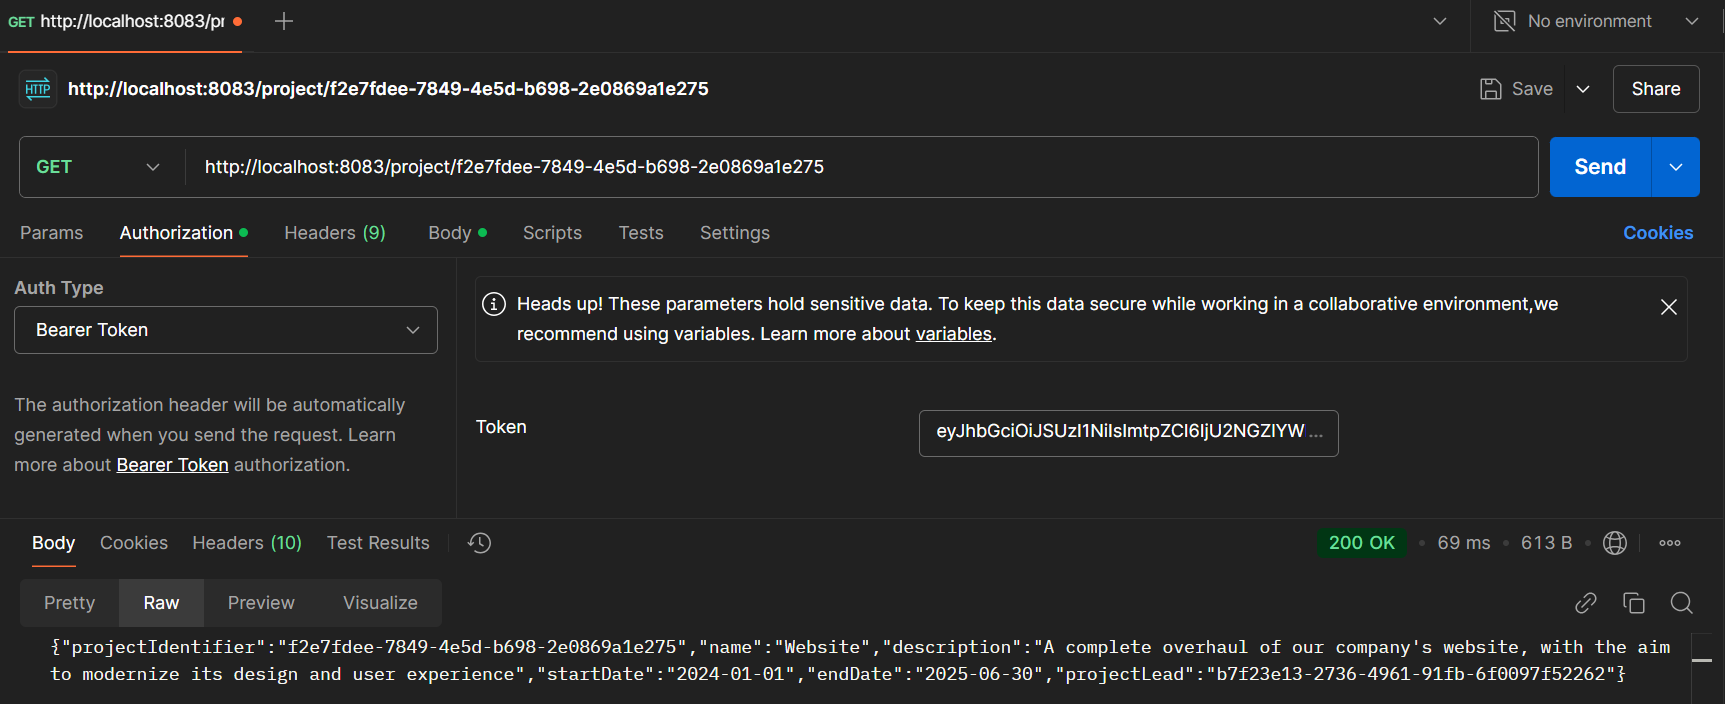 GET http://localhost:8083/pr
No environment
HTTP http://localhost:8083/project/f2e7fdee-7849-4e5d-b698-2e0869a1e275
Save Share
GET http://localhost:8083/project/f2e7fdee-7849-4e5d-b698-2e0869a1e275 Send
Params Authorization Headers (9) Body Scripts Tests Settings Cookies
Auth Type
Bearer Token
The authorization header will be automatically
generated when you send the request. Learn
more about Bearer Token authorization.
Heads up! These parameters hold sensitive data. To keep this data secure while working in a collaborative environment,we
recommend using variables. Learn more about variables.
Token eyJhbGciOiJSUzI1NiIsImtpZCI6IjU2NGZlYW ...
Body Cookies Headers (10) Test Results 200 OK 69 ms 613 B
Pretty Raw Preview Visualize
{"projectIdentifier":"f2e7fdee-7849-4e5d-b698-2e0869a1e275","name":"Website","description":"A complete overhaul of our company's website, with the aim
to modernize its design and user experience","startDate":"2024-01-01","endDate":"2025-06-30","projectLead":"b7f23e13-2736-4961-91fb-6f0097f52262"}